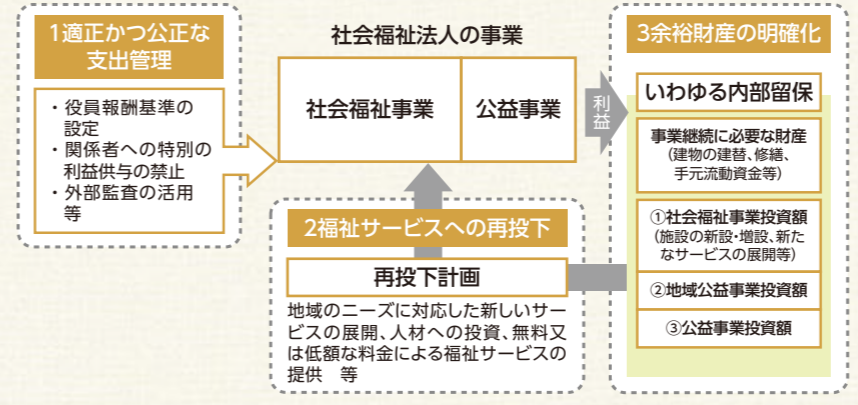 1適正かつ公正な
支出管理
・役員報酬基準の
設定
・関係者への特別の
利益供与の禁止
・外部監査の活用
等
社会福祉法人の事業
社会福祉事業
公益事業
利益
2福祉サービスへの再投下
再投下計画
地域のニーズに対応した新しいサー
ビスの展開、人材への投資、無料又
は低額な料金による福祉サービスの
提供　等
3余裕財産の明確化
いわゆる内部留保
事業継続に必要な財産
(建物の建替、修繕、
手元流動資金等)
①社会福祉事業投資額
(施設の新設・増設、新た
なサービスの展開等)
②地域公益事業投資額
③公益事業投資額